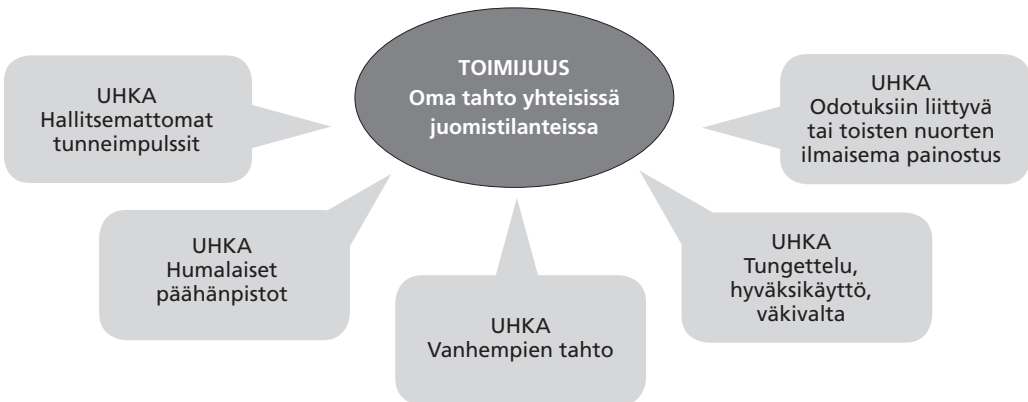 TOIMIJUUS
Oma tahto yhteisissä
juomistilanteissa
UHKA
Hallitsemattomat
tunneimpulssit
UHKA
Odotuksiin liittyvä
tai toisten nuorten
ilmaisema painostus
UHKA
Humalaiset
päähänpistot
UHKA
Vanhempien tahto
UHKA
Tungettelu,
hyväksikäyttö,
väkivalta